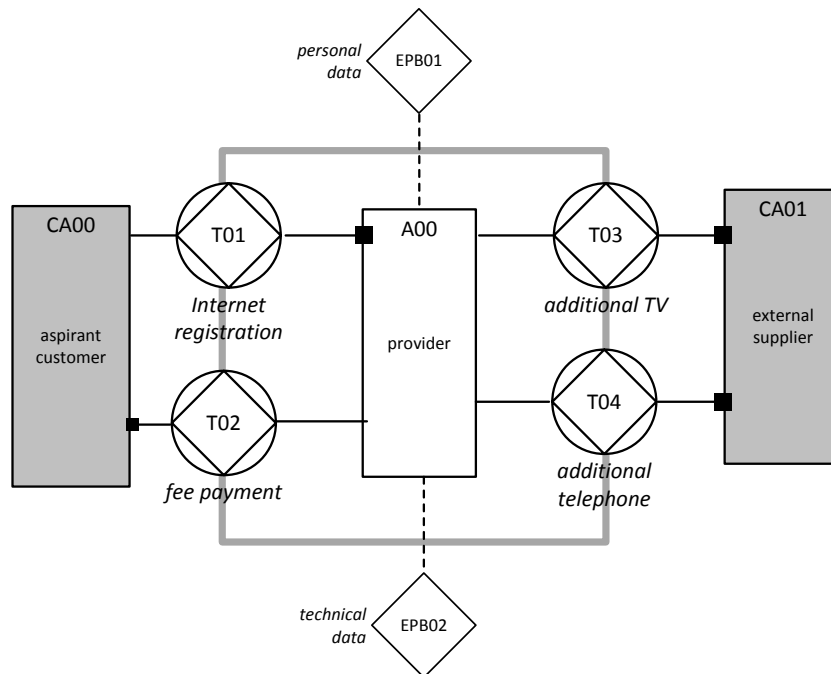 personal
data
EPB01
CA00
aspirant
customer
T01
Internet
registration
T02
fee payment
A00
provider
T03
additional TV
T04
additional
telephone
CA01
external
supplier
technical
data
EPB02